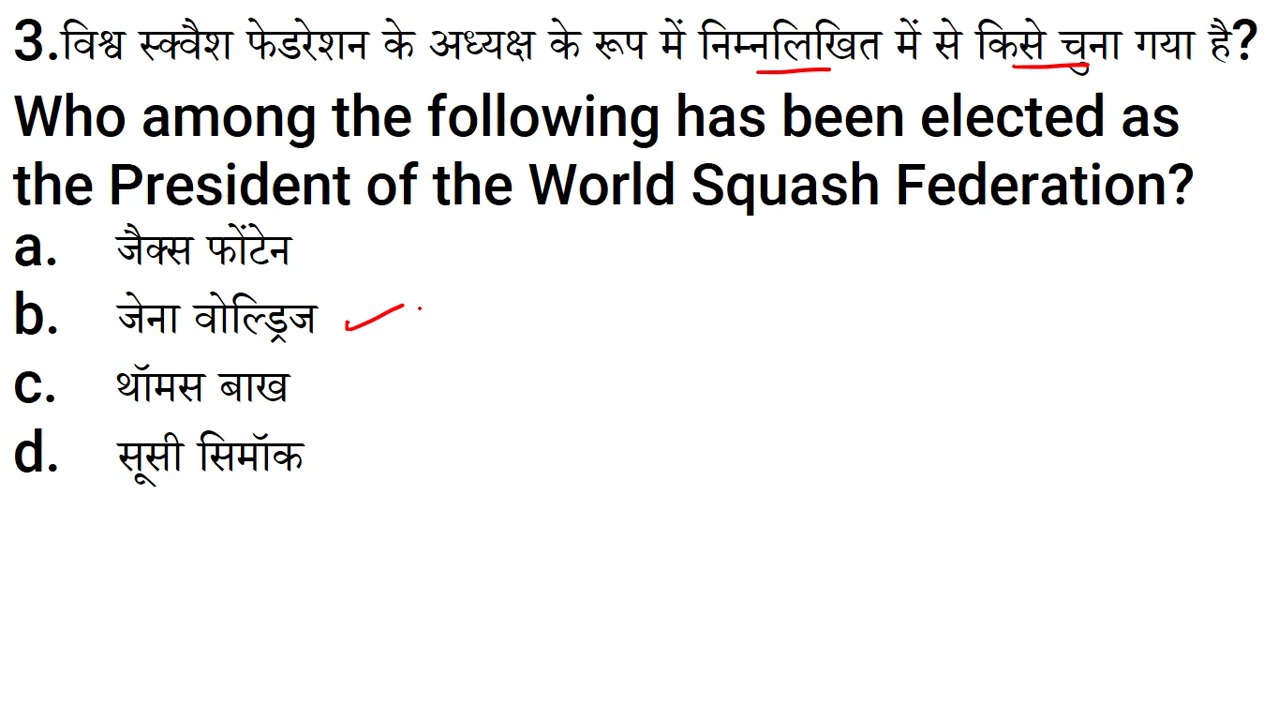 3.विश्व स्क्वैश फेडरेशन के अध्यक्ष के रूप में निम्नलिखित में से किसे चुना गया है?
Who among the following has been elected as
the President of the World Squash Federation?
a. जैक्स फोंटेन
b. जेना वोल्ड्रिज
c. थॉमस बाख
d. सूसी सिमॉक